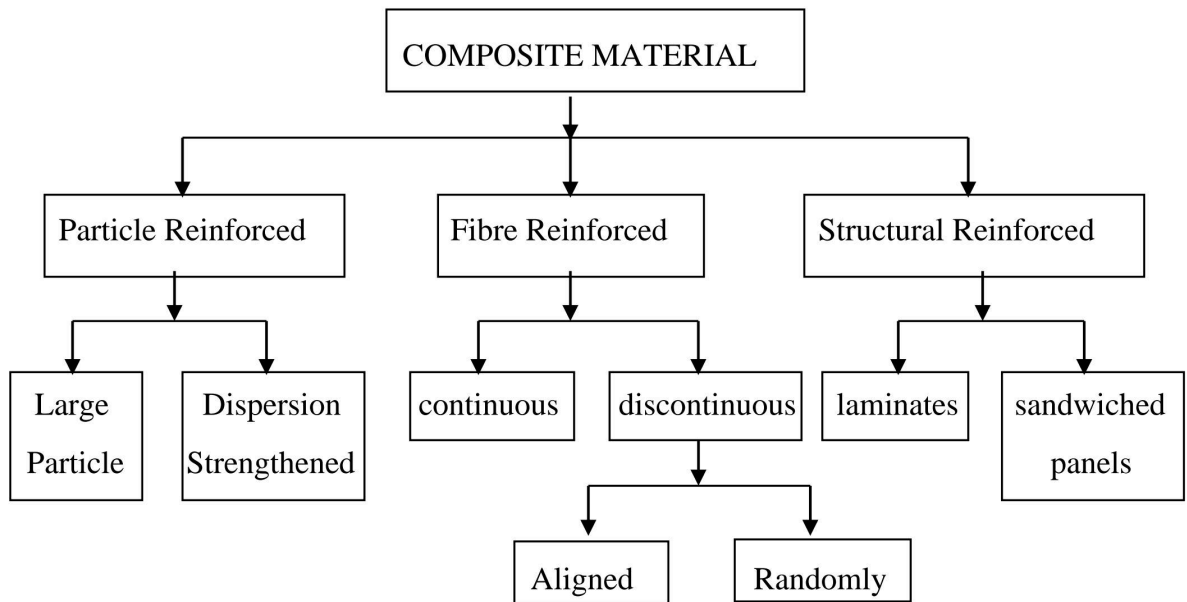 COMPOSITE MATERIAL
Particle Reinforced
Fibre Reinforced
Structural Reinforced
Large
Particle
Dispersion
Strengthened
continuous
discontinuous
laminates
sandwiched
panels
Aligned
Randomly